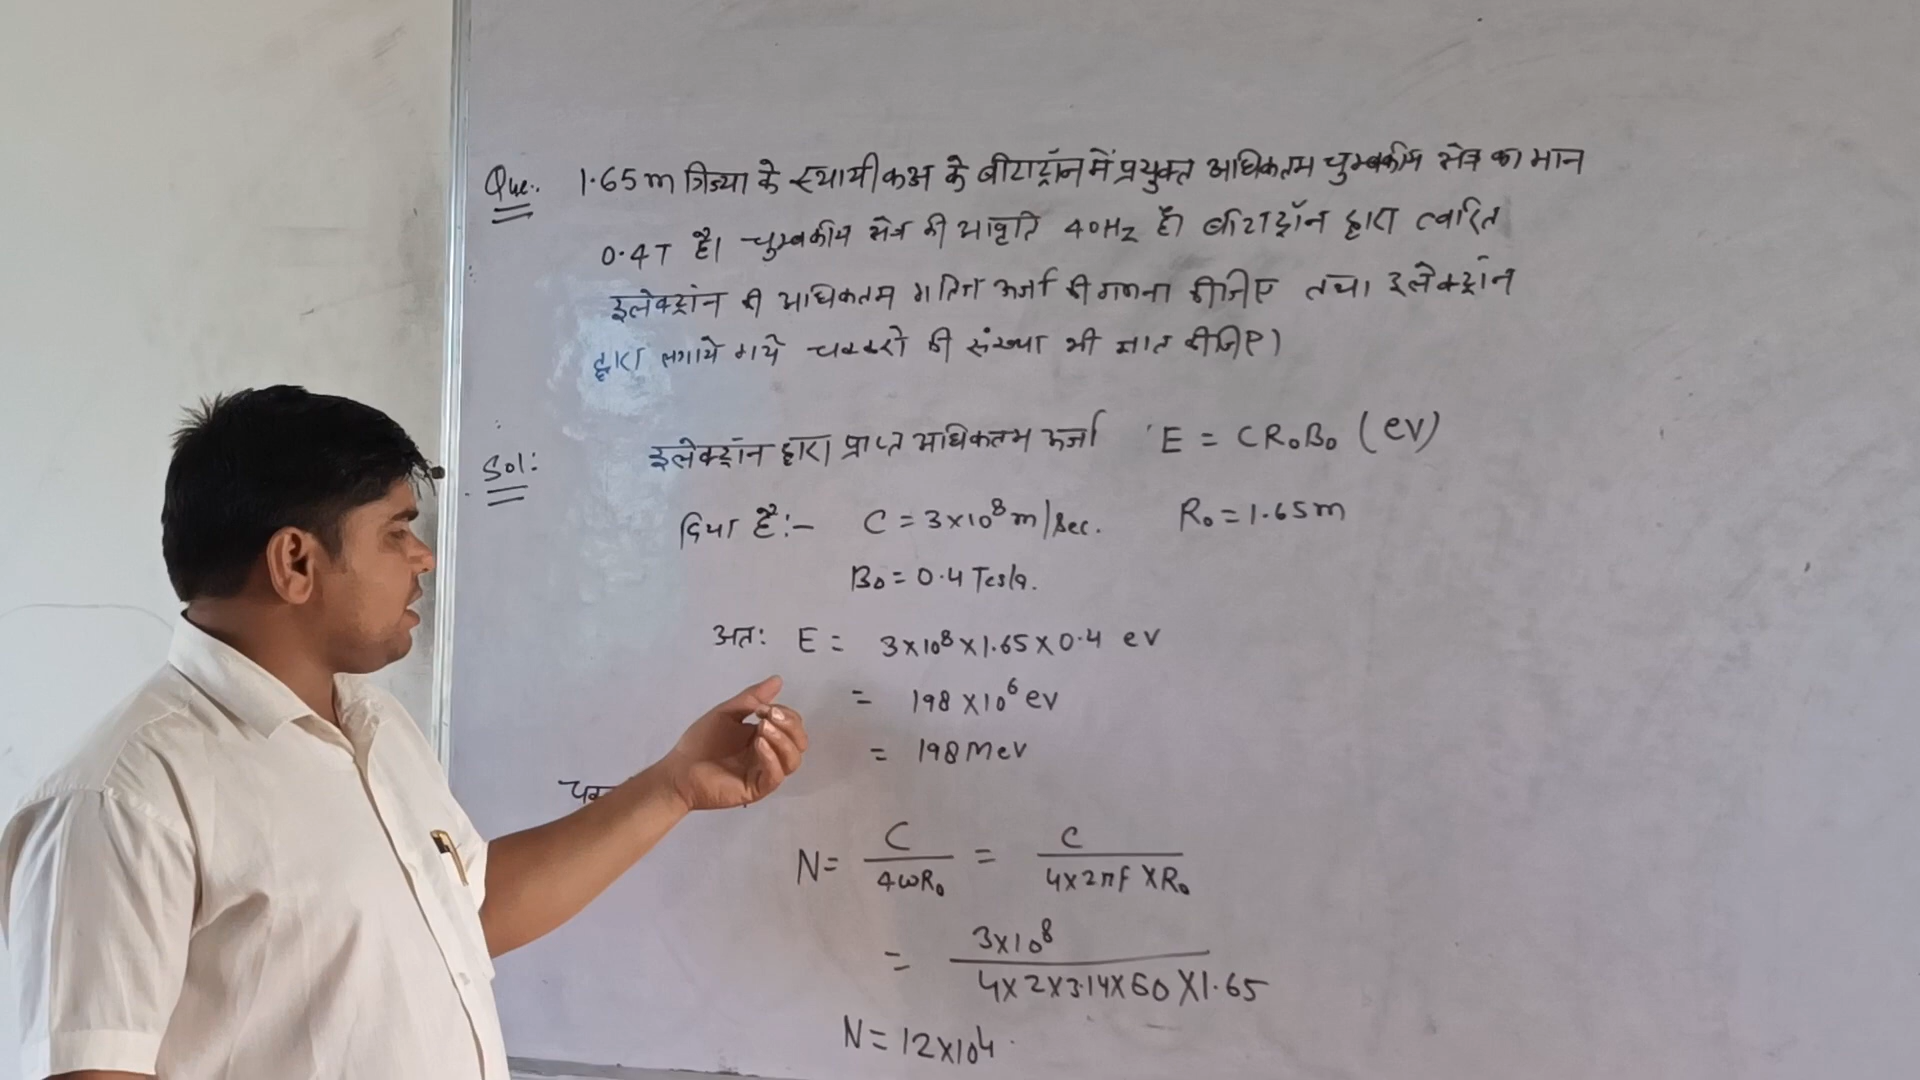 Que:. 1.65m त्रिज्या के स्थायी कक्ष के बीटाट्रॉन में प्रयुक्त अधिकतम चुम्बकीय क्षेत्र का मान
0.4T है। चुम्बकीय क्षेत्र की आवृति 40Hz है। बीटाट्रॉन द्वारा त्वरित
इलेक्ट्रांन की अधिकतम गतिज ऊर्जा की गणना कीजिए तथा इलेक्ट्रांन
द्वारा लगाये गये चक्करो की संख्या भी ज्ञात कीजिए।
Sol: इलेक्ट्रांन द्वारा प्राप्त अधिकतम ऊर्जा E = CR₀B₀ (ev)
दिया है:- C = 3×10⁸ m/sec. R₀ = 1.65m
B₀ = 0.4 Tesla.
अत: E = 3×10⁸×1.65×0.4 ev
= 198×10⁶ ev
= 198 Mev
N = C/4ωR₀ = C/4×2πf×R₀
= 3×10⁸/4×2×3.14×60×1.65
N = 12×10⁴